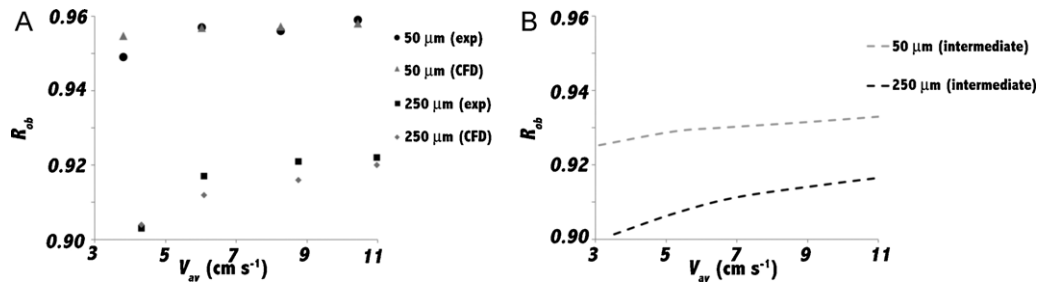 A
0.96
0.94
0.92
0.90
R_ob
3 5 7 9 11
V_av (cm s⁻¹)
50 µm (exp)
50 µm (CFD)
250 µm (exp)
250 µm (CFD)
B
0.96
0.94
0.92
0.90
R_ob
3 5 7 9 11
V_av (cm s⁻¹)
50 µm (intermediate)
250 µm (intermediate)